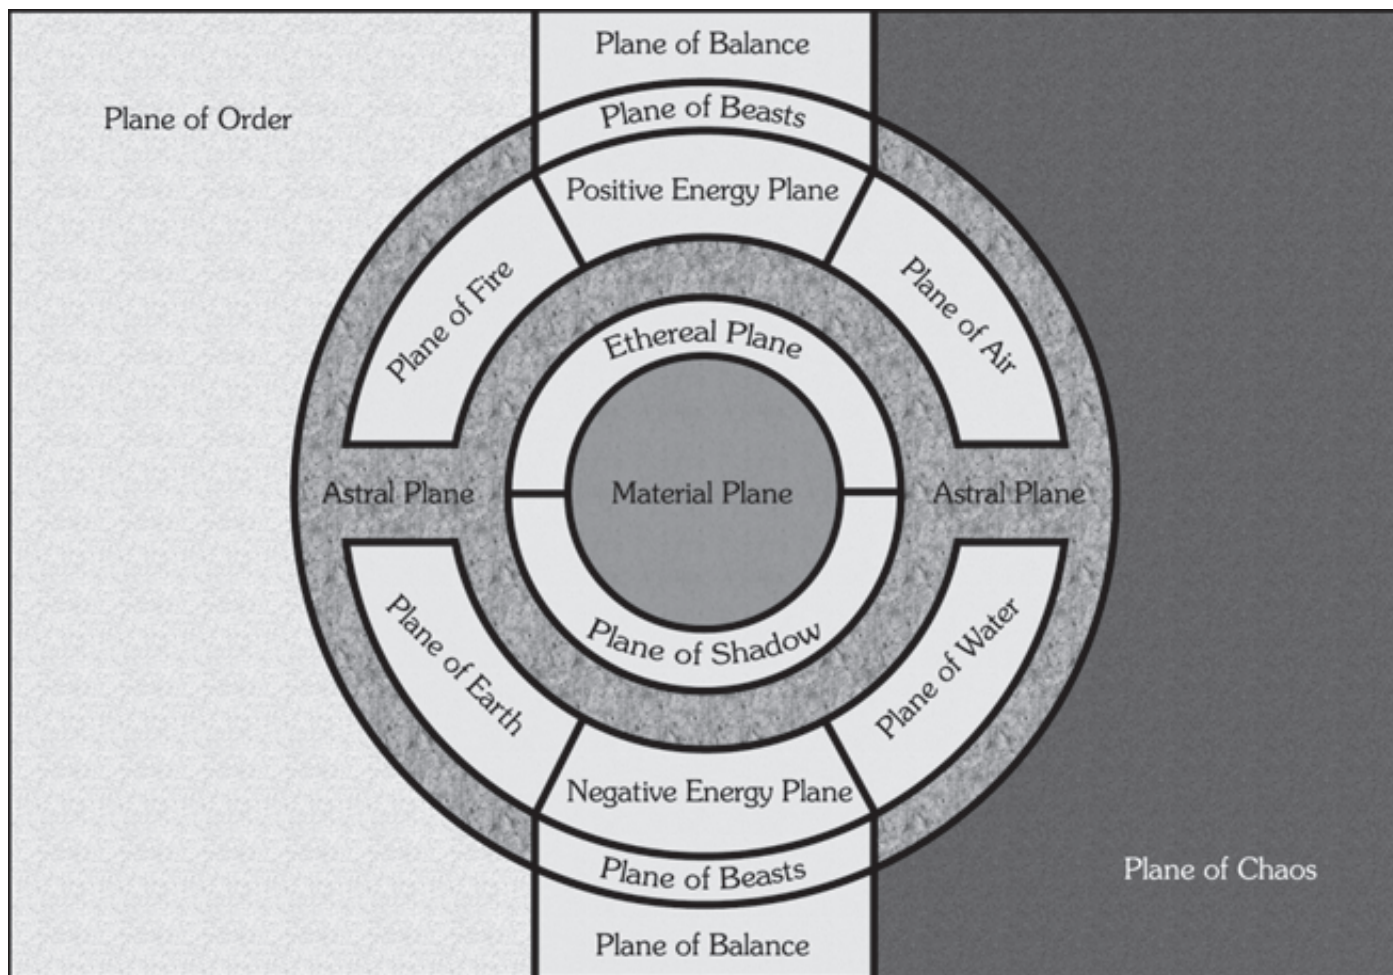 Plane of Balance
Plane of Order
Plane of Beasts
Positive Energy Plane
Plane of Fire
Plane of Air
Ethereal Plane
Astral Plane
Material Plane
Astral Plane
Plane of Shadow
Plane of Earth
Plane of Water
Negative Energy Plane
Plane of Beasts
Plane of Chaos
Plane of Balance